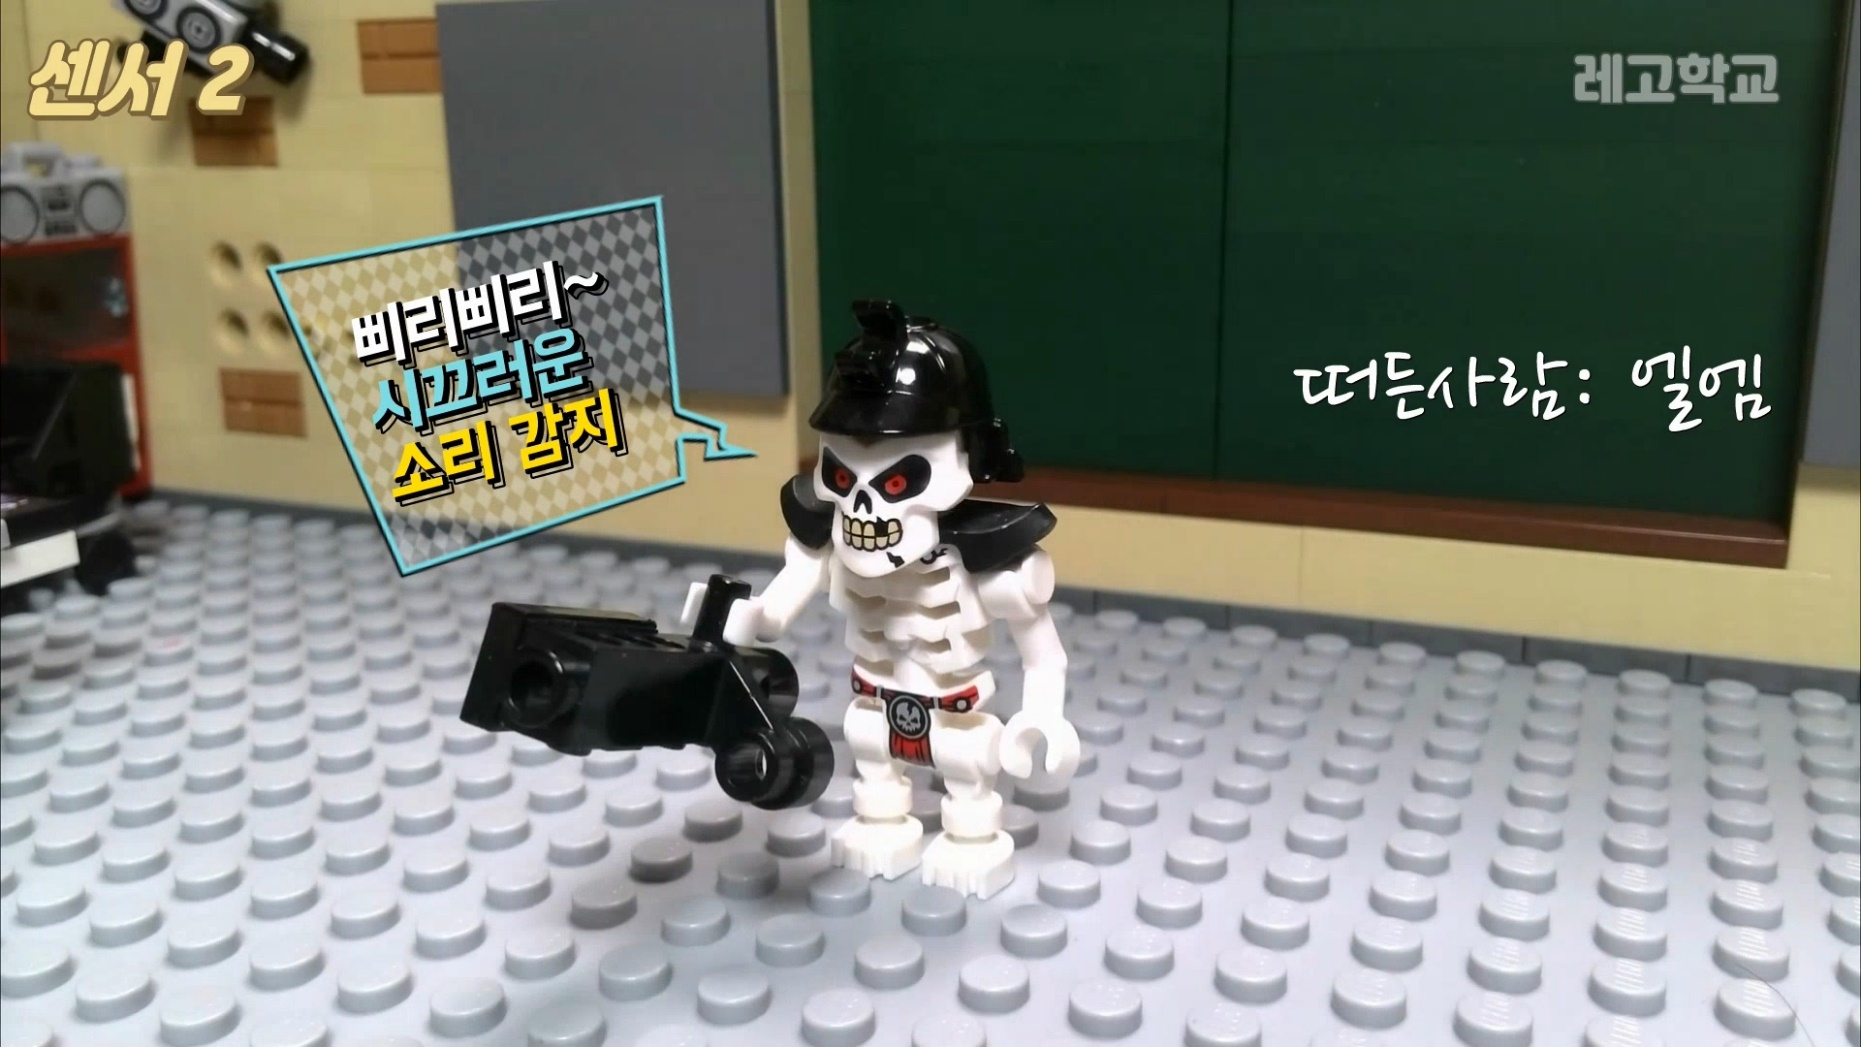 센서 2
레고학교
삐리삐리~
시끄러운
소리 감지
떠든사람: 엘엠